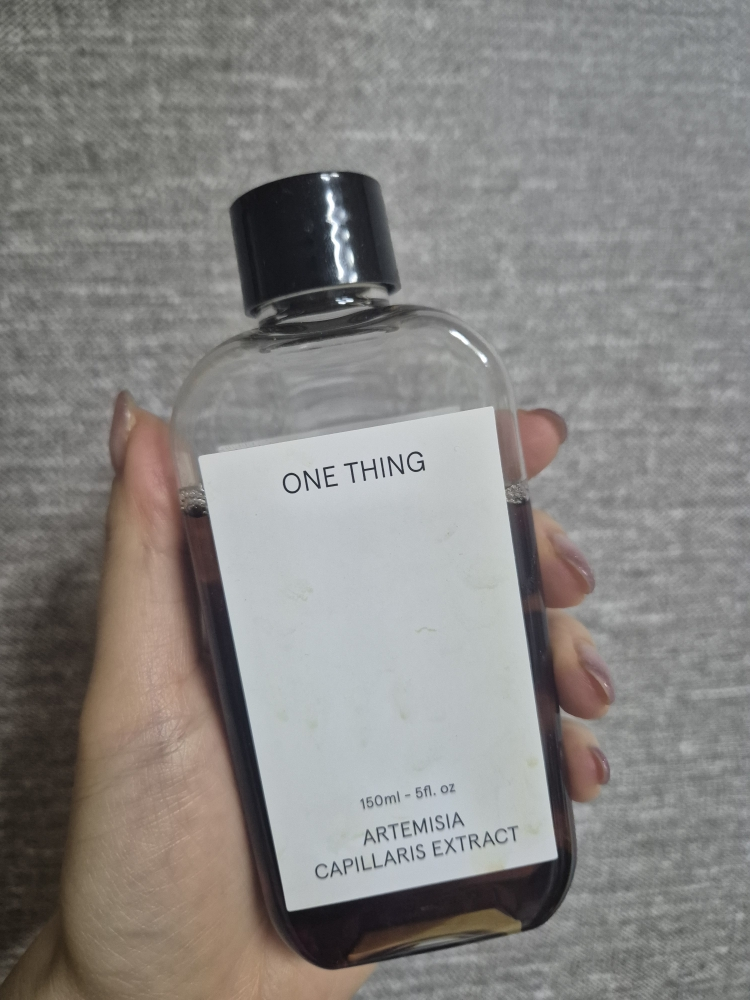 ONE THING
150ml - 5fl. oz
ARTEMISIA
CAPILLARIS EXTRACT